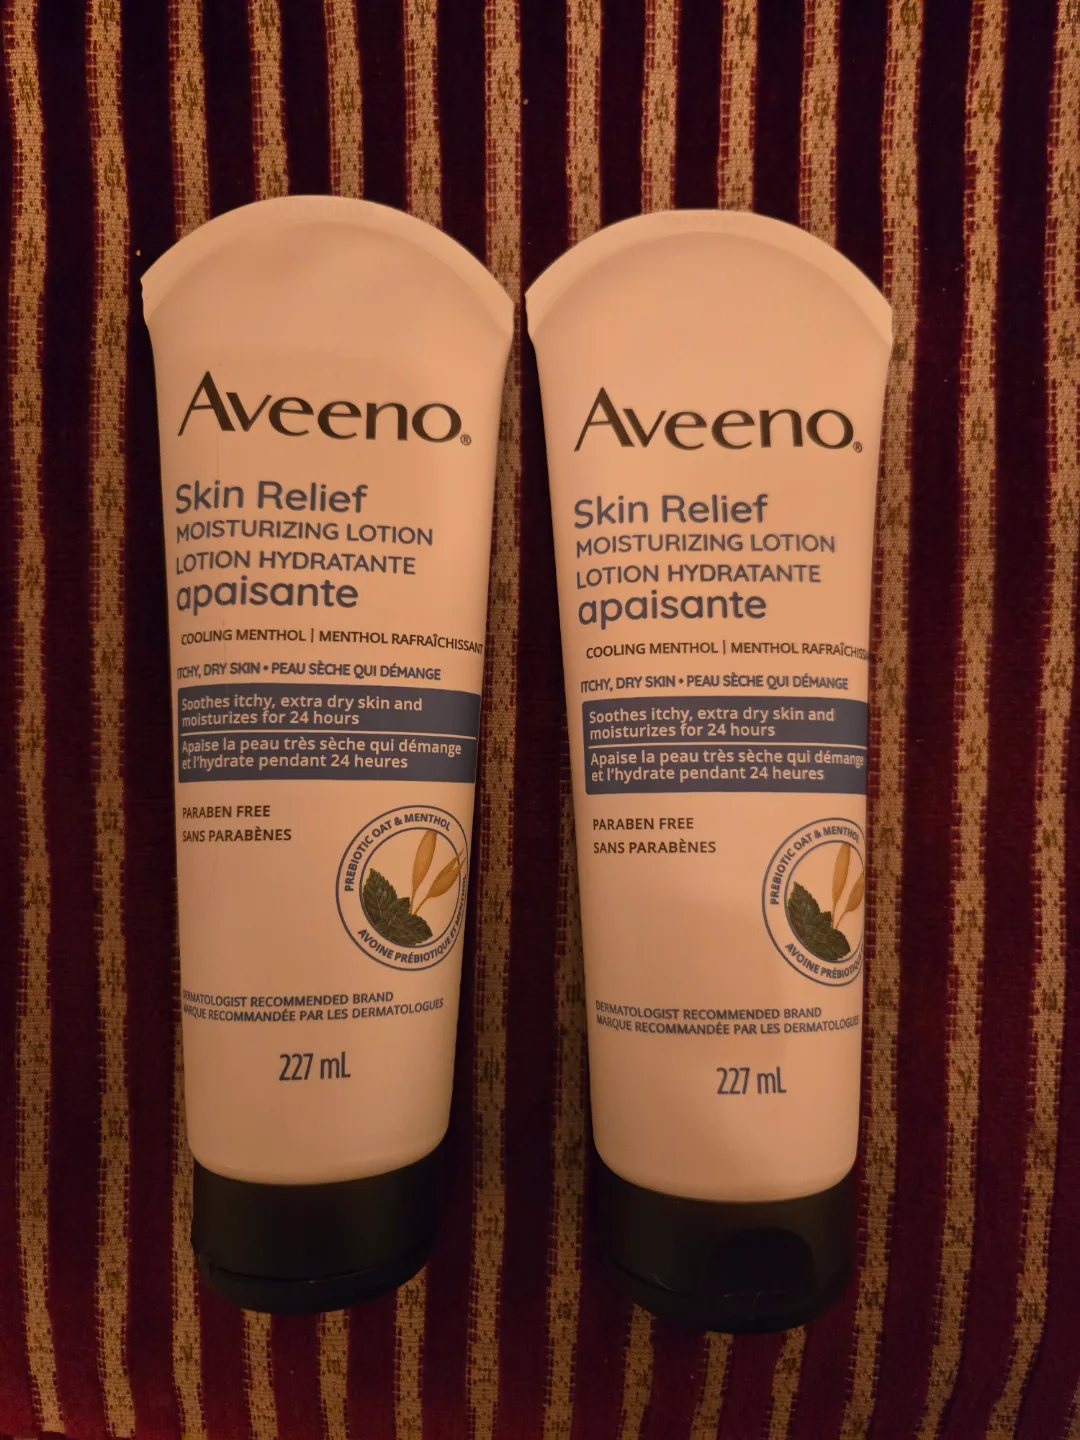 Aveeno®
Skin Relief
MOISTURIZING LOTION
LOTION HYDRATANTE
apaisante
COOLING MENTHOL | MENTHOL RAFRAÎCHISSANT
ITCHY, DRY SKIN • PEAU SÈCHE QUI DÉMANGE
Soothes itchy, extra dry skin and
moisturizes for 24 hours
Apaise la peau très sèche qui démange
et l'hydrate pendant 24 heures
PARABEN FREE
SANS PARABÈNES
PREBIOTIC OAT & MENTHOL
AVOINE PRÉBIOTIQUE ET MENTHOL
DERMATOLOGIST RECOMMENDED BRAND
MARQUE RECOMMANDÉE PAR LES DERMATOLOGUES
227 mL
Aveeno®
Skin Relief
MOISTURIZING LOTION
LOTION HYDRATANTE
apaisante
COOLING MENTHOL | MENTHOL RAFRAÎCHISSA
ITCHY, DRY SKIN • PEAU SÈCHE QUI DÉMANGE
Soothes itchy, extra dry skin and
moisturizes for 24 hours
Apaise la peau très sèche qui démange
et l'hydrate pendant 24 heures
PARABEN FREE
SANS PARABÈNES
PREBIOTIC OAT & MENTHOL
AVOINE PRÉBIOTIQ
DERMATOLOGIST RECOMMENDED BRAND
MARQUE RECOMMANDÉE PAR LES DERMATOLOGUES
227 mL